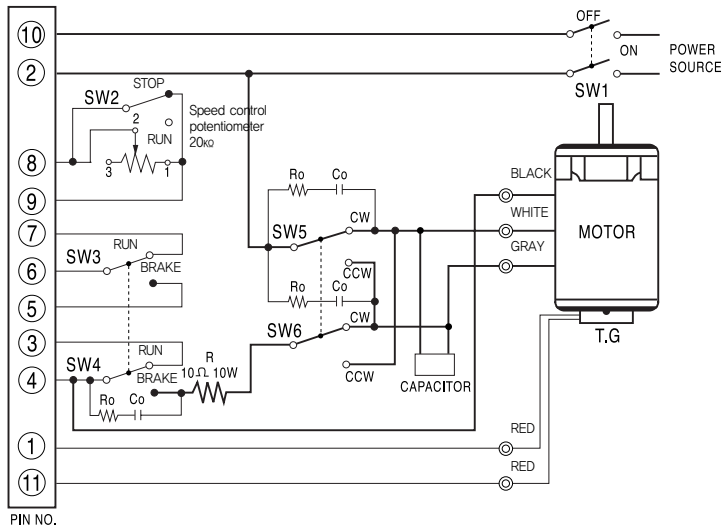 10
OFF
ON
POWER
SOURCE
2
SW1
STOP
SW2
Speed control
potentiometer
20KΩ
2
RUN
8
3
1
9
BLACK
Ro
Co
WHITE
7
CW
SW5
MOTOR
RUN
GRAY
SW3
6
BRAKE
CCW
5
Ro
Co
CW
3
SW6
T.G
RUN
SW4
R
4
10Ω 10W
BRAKE
CCW
CAPACITOR
Ro
Co
RED
1
RED
11
PIN NO.